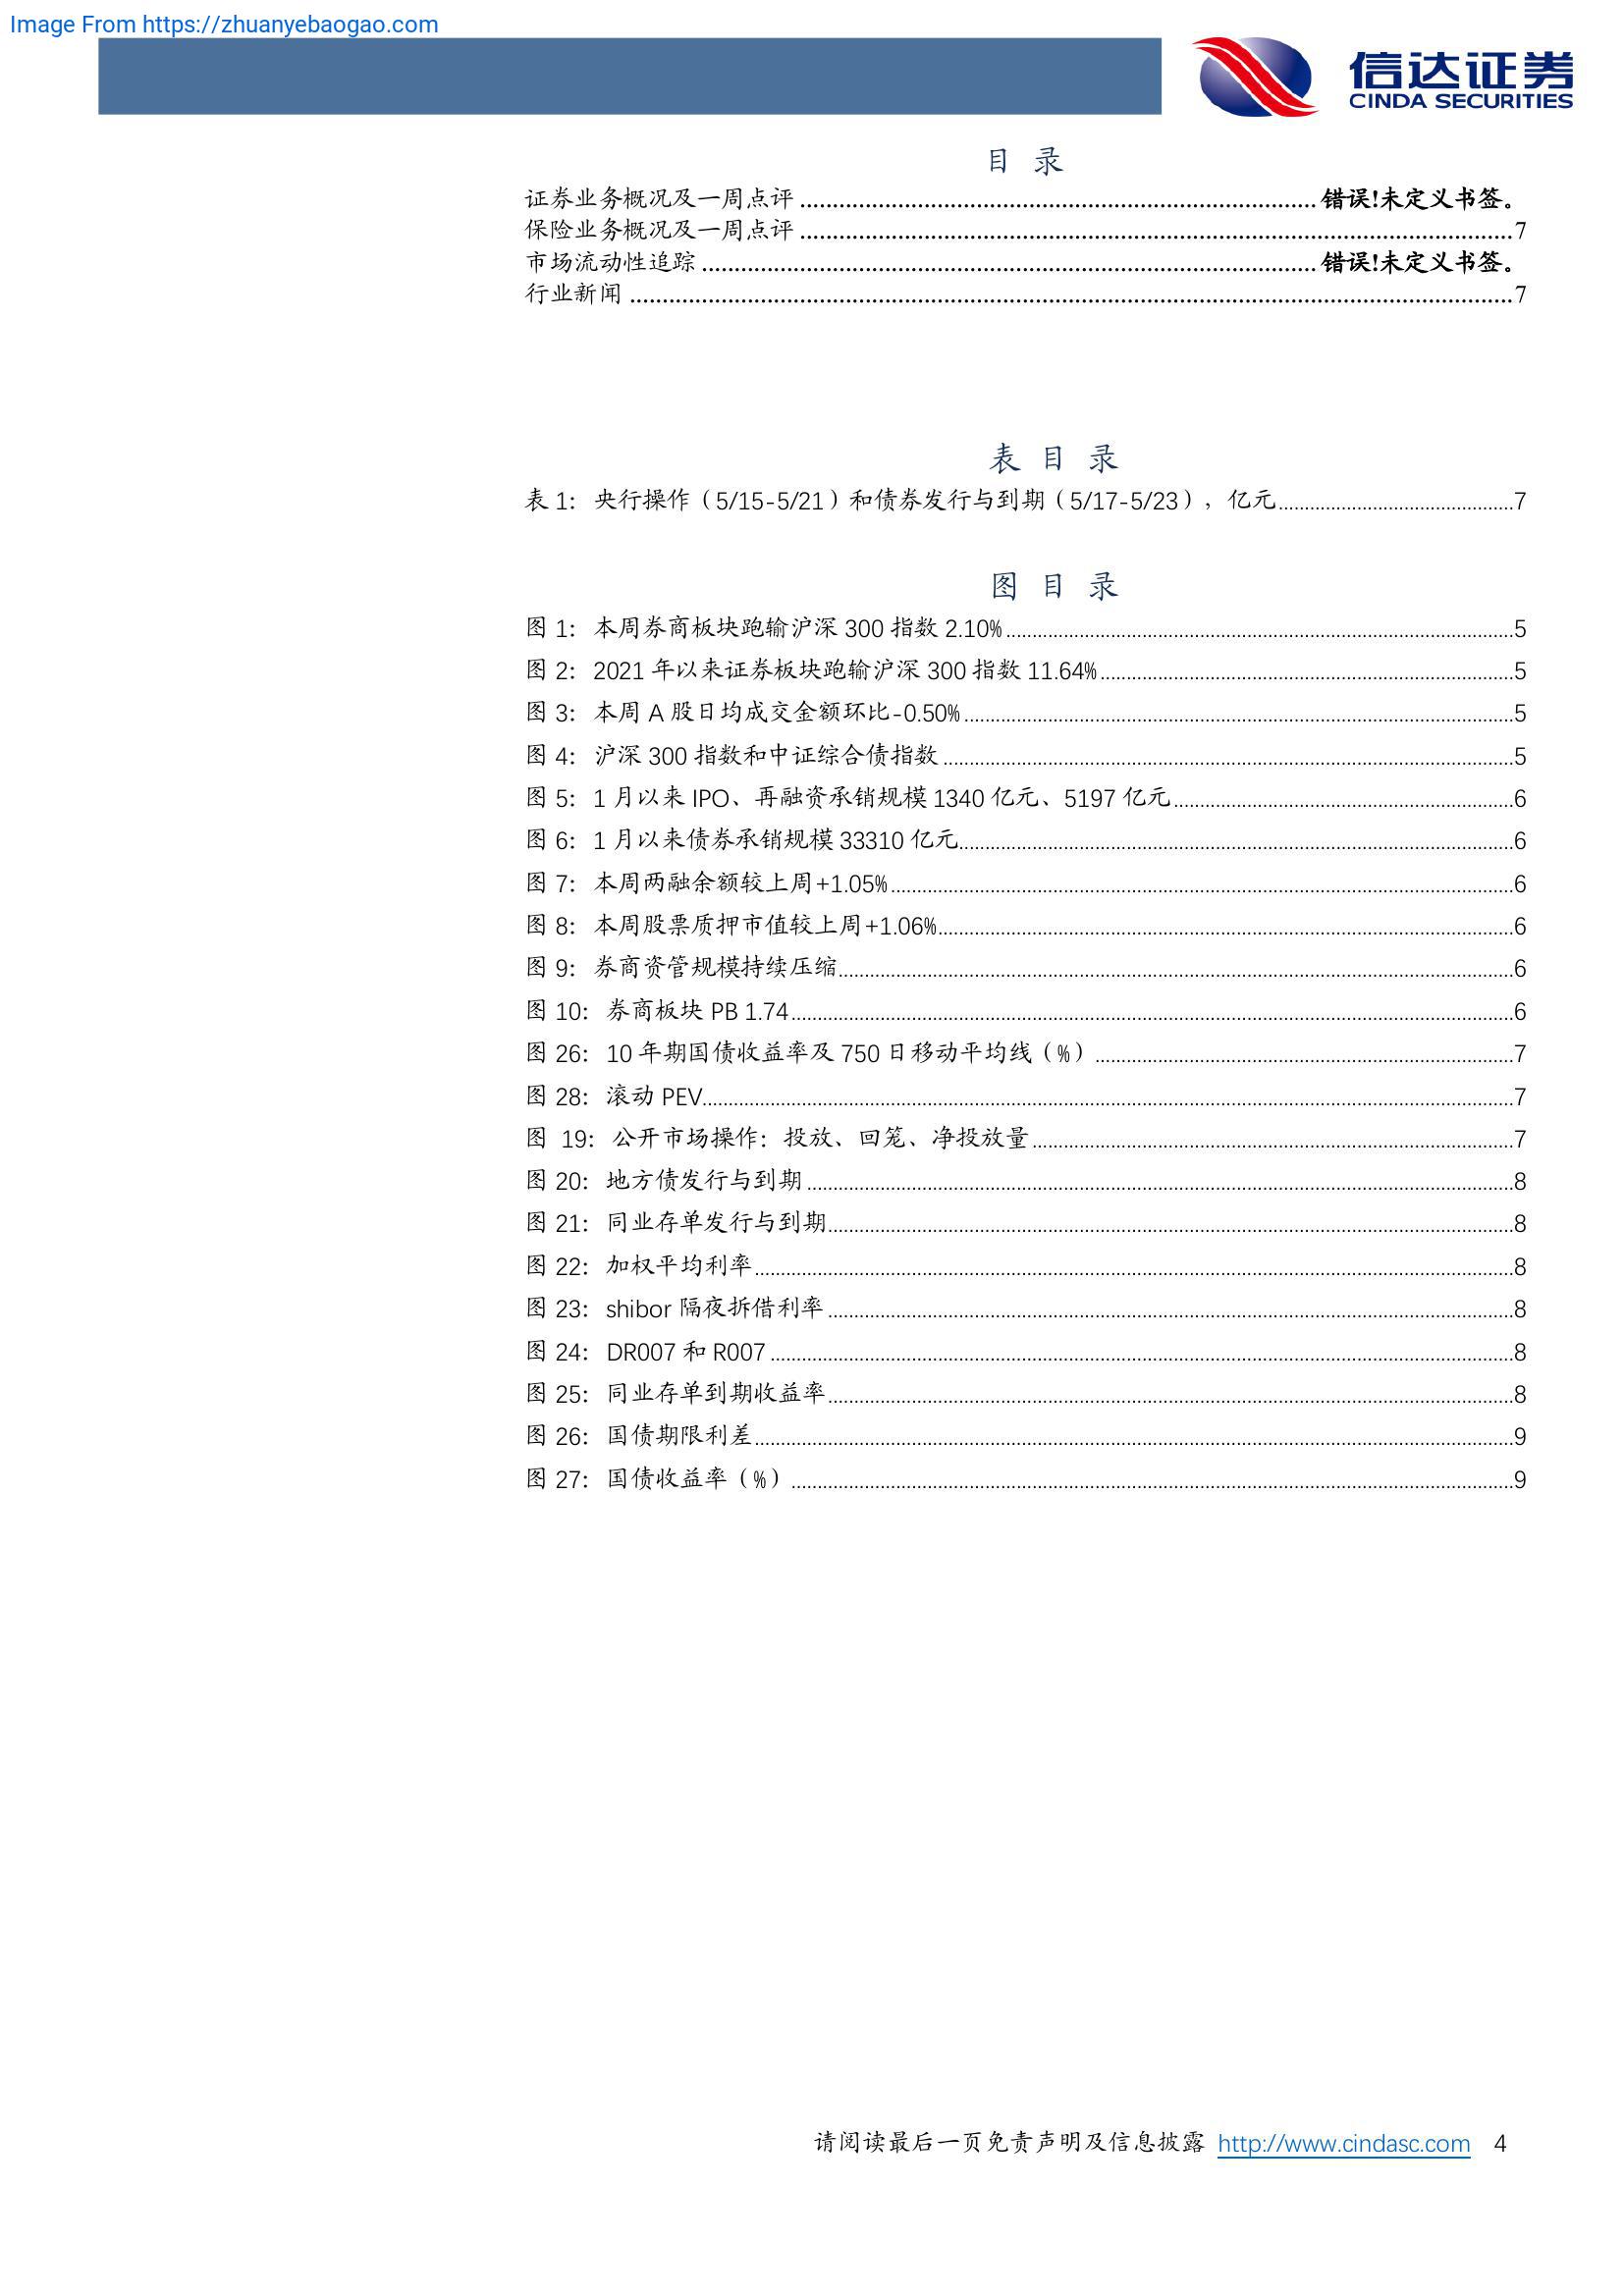 Image From https://zhuanyebaogao.com
信达证券
CINDA SECURITIES
目 录
证券业务概况及一周点评 ........ 错误!未定义书签。
保险业务概况及一周点评 ........ 7
市场流动性追踪 ........ 错误!未定义书签。
行业新闻 ........ 7
表 目 录
表 1：央行操作（5/15-5/21）和债券发行与到期（5/17-5/23），亿元........7
图 目 录
图 1：本周券商板块跑输沪深 300 指数 2.10%........5
图 2：2021 年以来证券板块跑输沪深 300 指数 11.64%........5
图 3：本周 A 股日均成交金额环比-0.50%........5
图 4：沪深 300 指数和中证综合债指数........5
图 5：1 月以来 IPO、再融资承销规模 1340 亿元、5197 亿元........6
图 6：1 月以来债券承销规模 33310 亿元........6
图 7：本周两融余额较上周+1.05%........6
图 8：本周股票质押市值较上周+1.06%........6
图 9：券商资管规模持续压缩........6
图 10：券商板块 PB 1.74........6
图 26：10 年期国债收益率及 750 日移动平均线（%）........7
图 28：滚动 PEV........7
图 19：公开市场操作：投放、回笼、净投放量........7
图 20：地方债发行与到期........8
图 21：同业存单发行与到期........8
图 22：加权平均利率........8
图 23：shibor 隔夜拆借利率........8
图 24：DR007 和 R007........8
图 25：同业存单到期收益率........8
图 26：国债期限利差........9
图 27：国债收益率（%）........9
请阅读最后一页免责声明及信息披露 http://www.cindasc.com 4